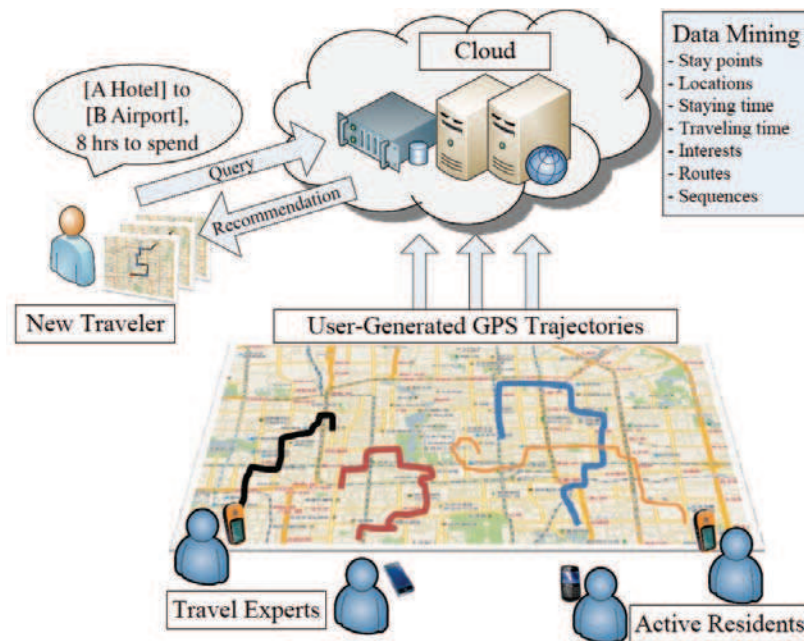 Cloud
Data Mining
- Stay points
- Locations
- Staying time
- Traveling time
- Interests
- Routes
- Sequences
[A Hotel] to
[B Airport],
8 hrs to spend
Query
Recommendation
New Traveler
User-Generated GPS Trajectories
Travel Experts
Active Residents